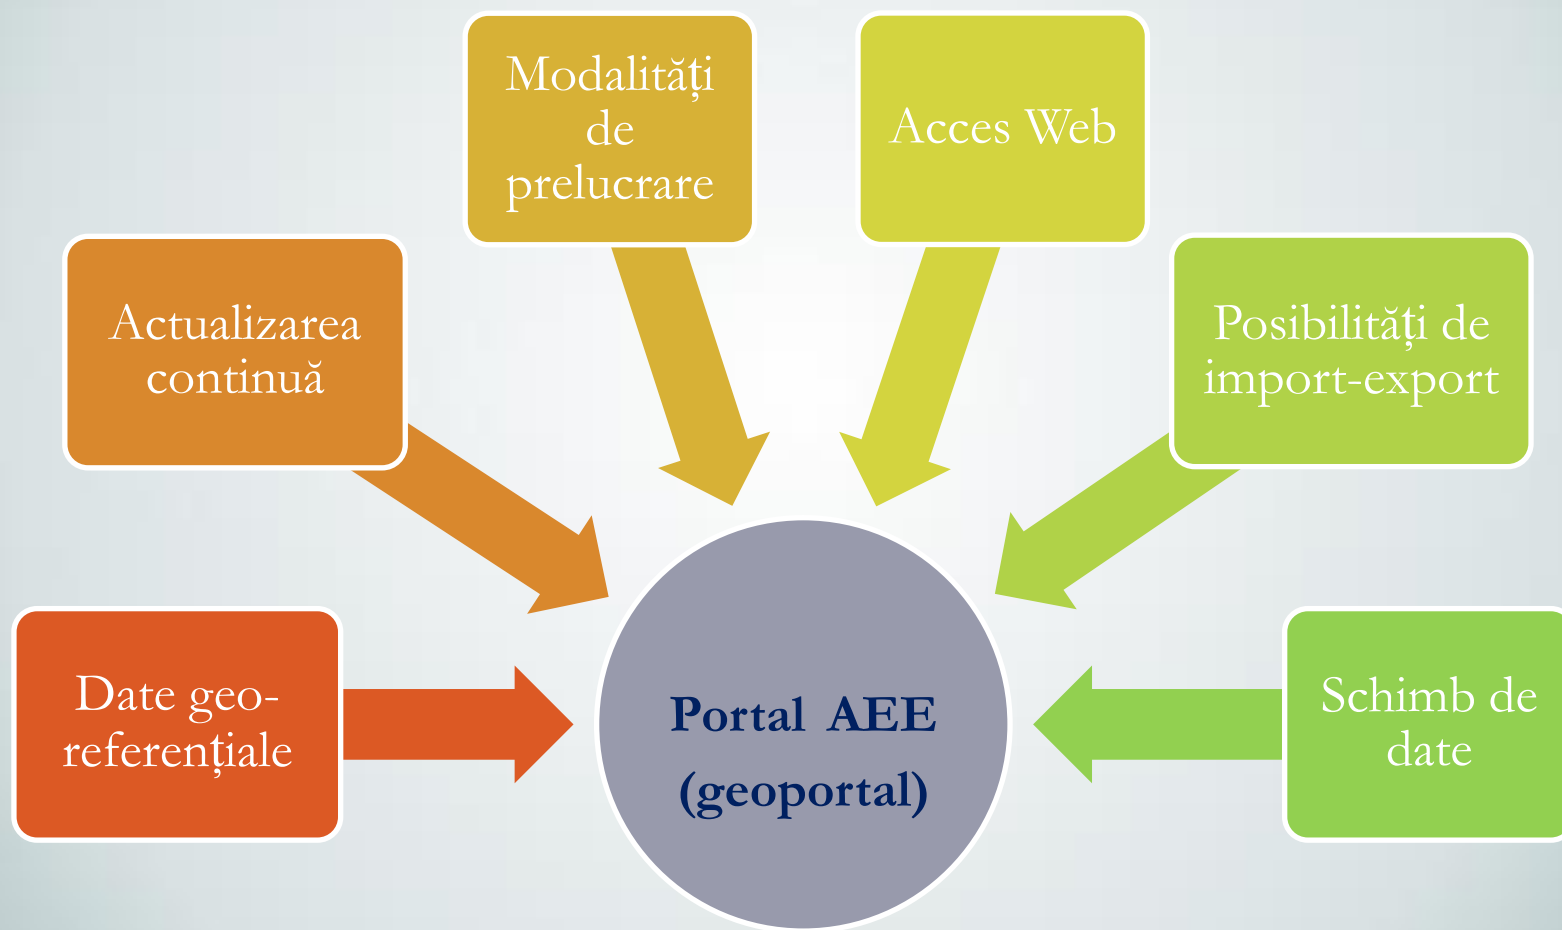 Modalități
de
prelucrare
Acces Web
Actualizarea
continuă
Posibilități de
import-export
Date geo-
referențiale
Portal AEE
(geoportal)
Schimb de
date